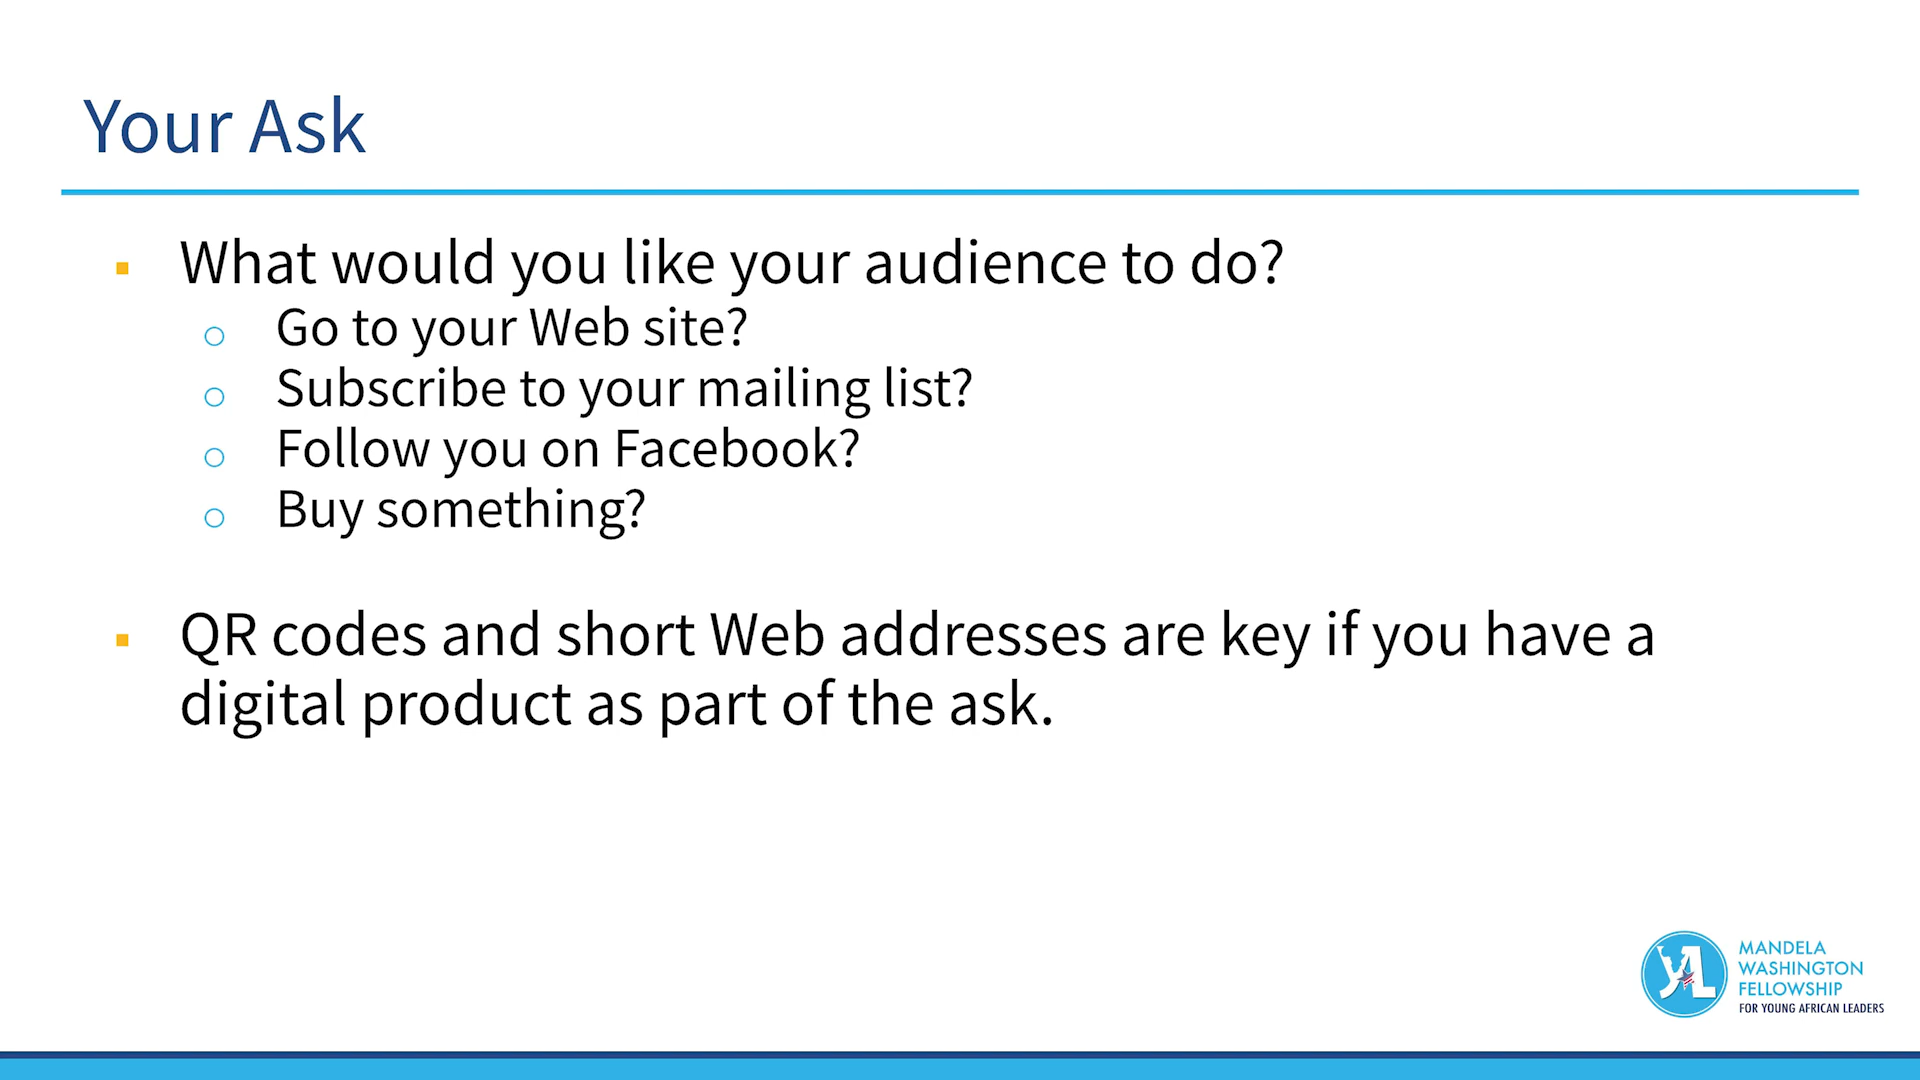 Your Ask
What would you like your audience to do?
Go to your Web site?
Subscribe to your mailing list?
Follow you on Facebook?
Buy something?
QR codes and short Web addresses are key if you have a
digital product as part of the ask.
YAL
MANDELA
WASHINGTON
FELLOWSHIP
FOR YOUNG AFRICAN LEADERS